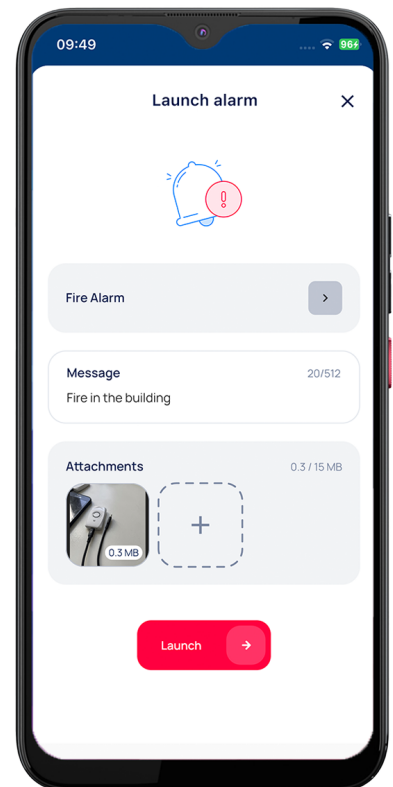 09:49
96
Launch alarm
Fire Alarm
Message 20/512
Fire in the building
Attachments 0.3 / 15 MB
0.3 MB
Launch